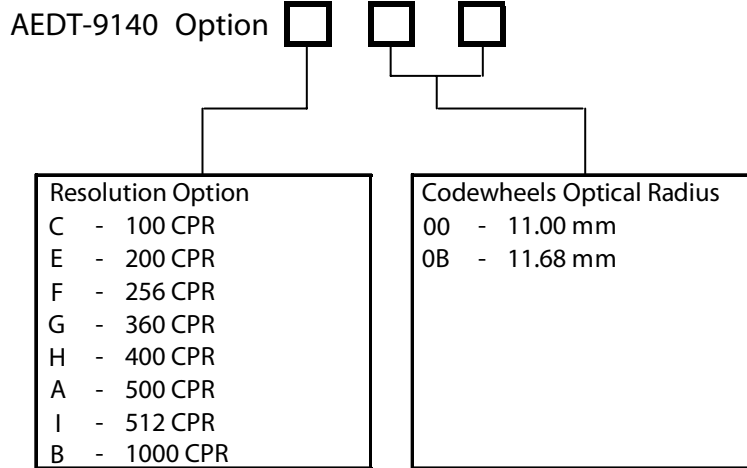 AEDT-9140 Option
Resolution Option
C - 100 CPR
E - 200 CPR
F - 256 CPR
G - 360 CPR
H - 400 CPR
A - 500 CPR
I - 512 CPR
B - 1000 CPR
Codewheels Optical Radius
00 - 11.00 mm
0B - 11.68 mm